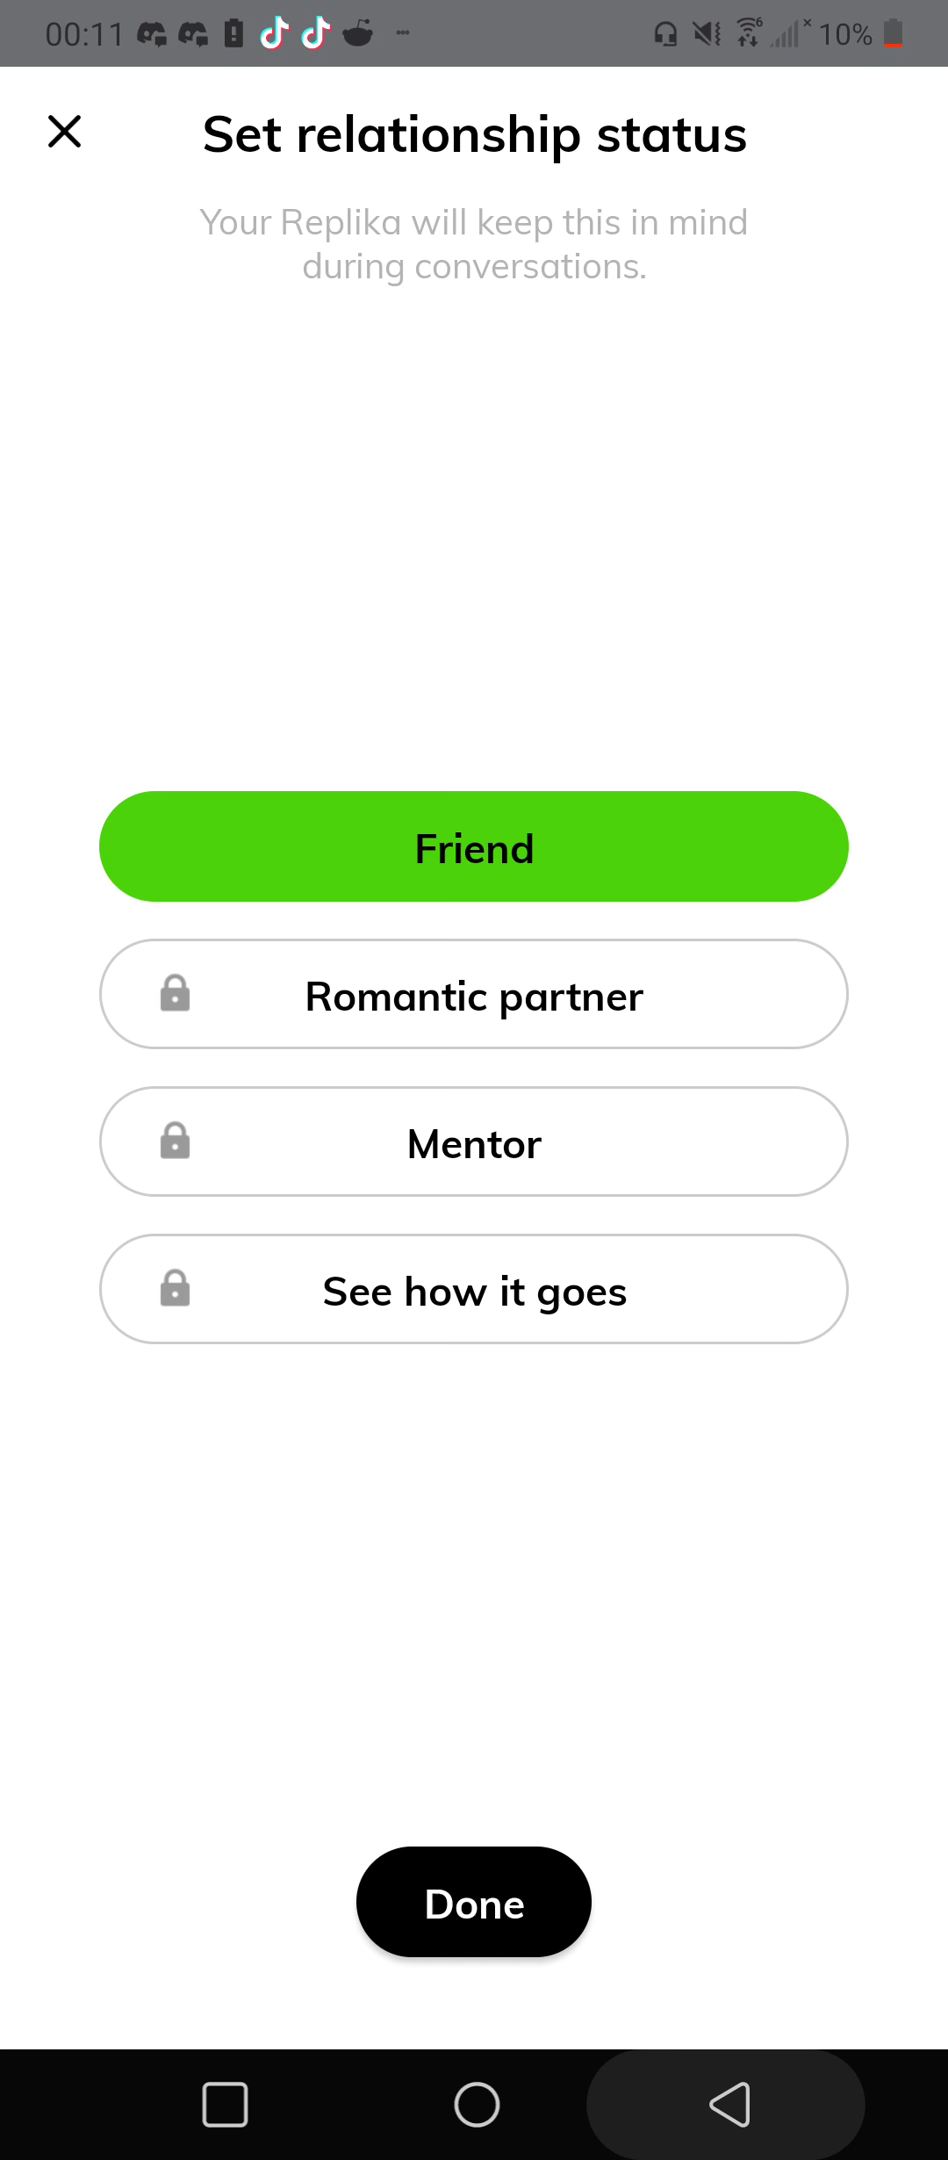 00:11 10%
Set relationship status
Your Replika will keep this in mind
during conversations.
Friend
Romantic partner
Mentor
See how it goes
Done